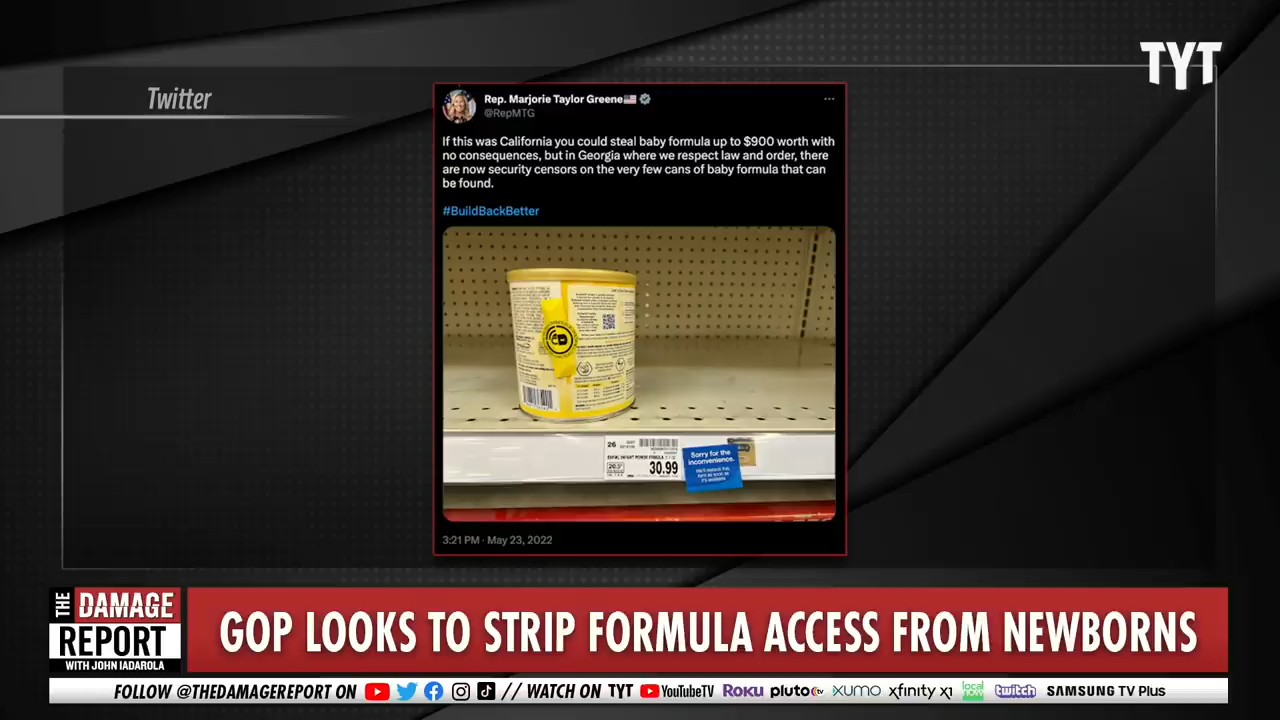 TYT
Twitter
Rep. Marjorie Taylor Greene
@RepMTG
If this was California you could steal baby formula up to $900 worth with
no consequences, but in Georgia where we respect law and order, there
are now security censors on the very few cans of baby formula that can
be found.
#BuildBackBetter
26
30.99
Sorry for the
inconvenience.
3:21 PM · May 23, 2022
THE DAMAGE
REPORT
WITH JOHN IADAROLA
GOP LOOKS TO STRIP FORMULA ACCESS FROM NEWBORNS
FOLLOW @THEDAMAGEREPORT ON // WATCH ON TYT YouTubeTV Roku pluto tv XUMO xfinity x1 local now twitch SAMSUNG TV Plus